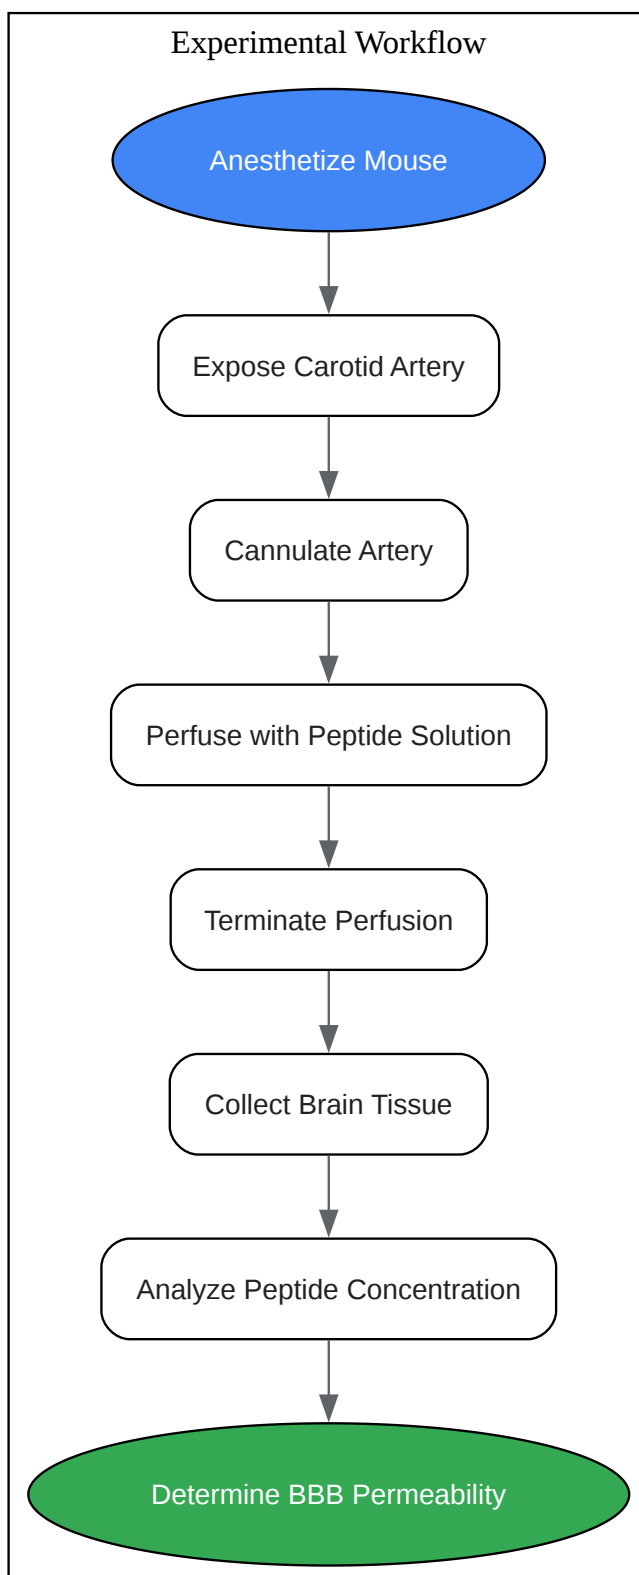 Experimental Workflow
Anesthetize Mouse
Expose Carotid Artery
Cannulate Artery
Perfuse with Peptide Solution
Terminate Perfusion
Collect Brain Tissue
Analyze Peptide Concentration
Determine BBB Permeability